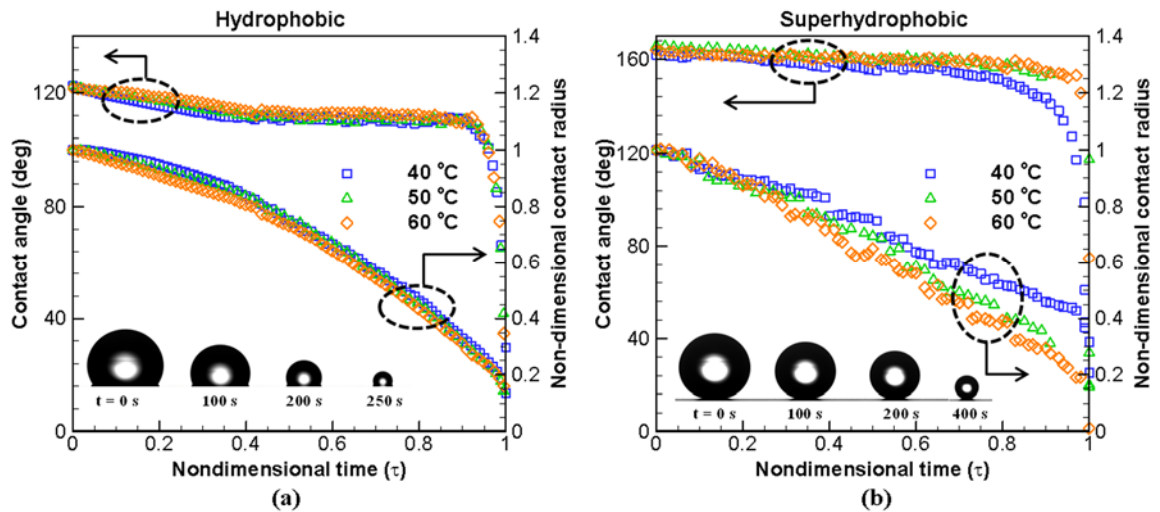 Hydrophobic
Contact angle (deg)
120
80
40
0
0
0.2
0.4
0.6
0.8
1
Nondimensional time (τ)
1.4
1.2
1
0.8
0.6
0.4
0.2
0
Non-dimensional contact radius
40 °C
50 °C
60 °C
t = 0 s
100 s
200 s
250 s
(a)
Superhydrophobic
Contact angle (deg)
160
120
80
40
0
0
0.2
0.4
0.6
0.8
1
Nondimensional time (τ)
1.4
1.2
1
0.8
0.6
0.4
0.2
0
Non-dimensional contact radius
40 °C
50 °C
60 °C
t = 0 s
100 s
200 s
400 s
(b)